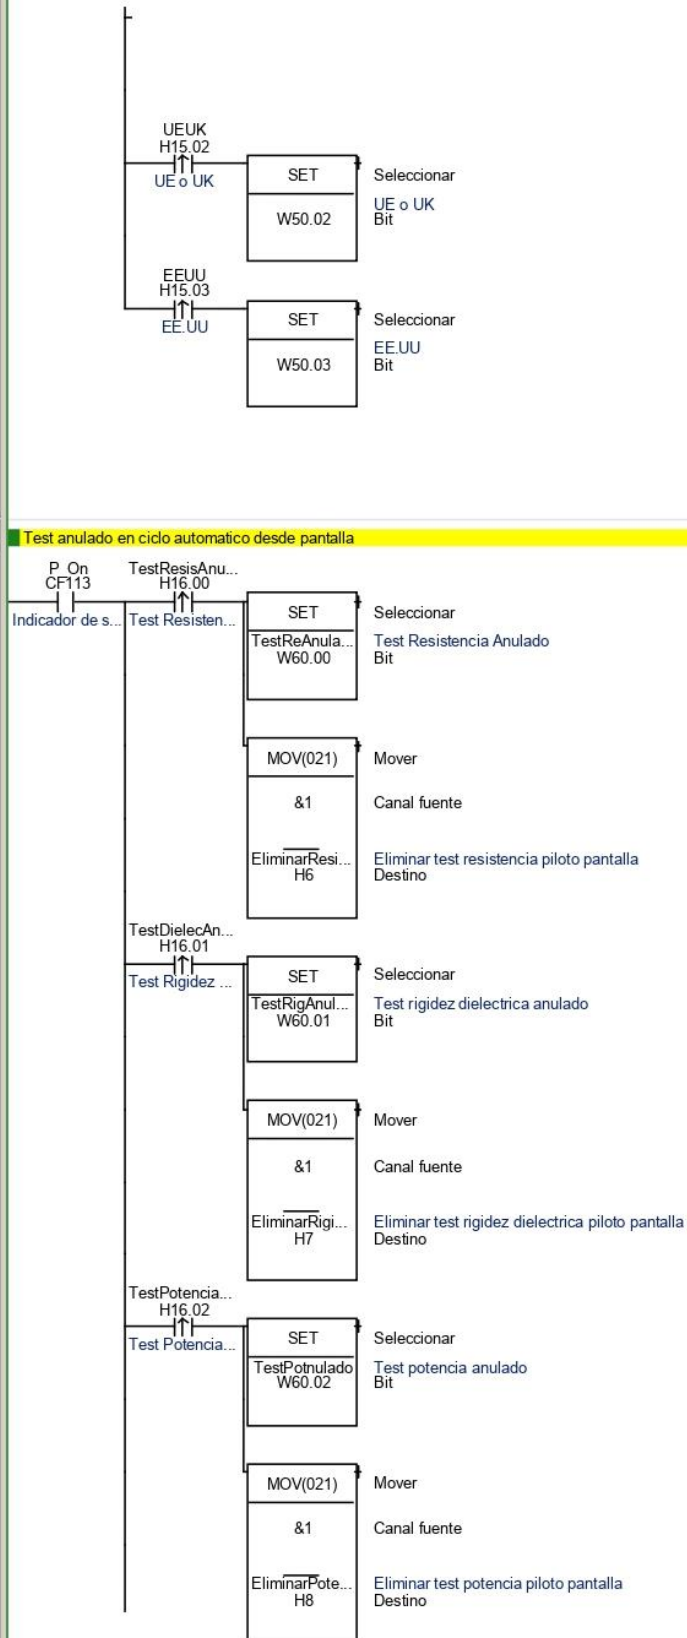 UEUK
H15.02
UE o UK
SET
Seleccionar
W50.02
UE o UK
Bit
EEUU
H15.03
EE.UU
SET
Seleccionar
W50.03
EE.UU
Bit
Test anulado en ciclo automatico desde pantalla
P_On
CF113
Indicador de s...
TestResisAnu...
H16.00
Test Resisten...
SET
Seleccionar
TestReAnula...
W60.00
Test Resistencia Anulado
Bit
MOV(021)
Mover
&1
Canal fuente
EliminarResi...
H6
Eliminar test resistencia piloto pantalla
Destino
TestDielecAn...
H16.01
Test Rigidez ...
SET
Seleccionar
TestRigAnul...
W60.01
Test rigidez dielectrica anulado
Bit
MOV(021)
Mover
&1
Canal fuente
EliminarRigi...
H7
Eliminar test rigidez dielectrica piloto pantalla
Destino
TestPotencia...
H16.02
Test Potencia...
SET
Seleccionar
TestPotnulado
W60.02
Test potencia anulado
Bit
MOV(021)
Mover
&1
Canal fuente
EliminarPote...
H8
Eliminar test potencia piloto pantalla
Destino